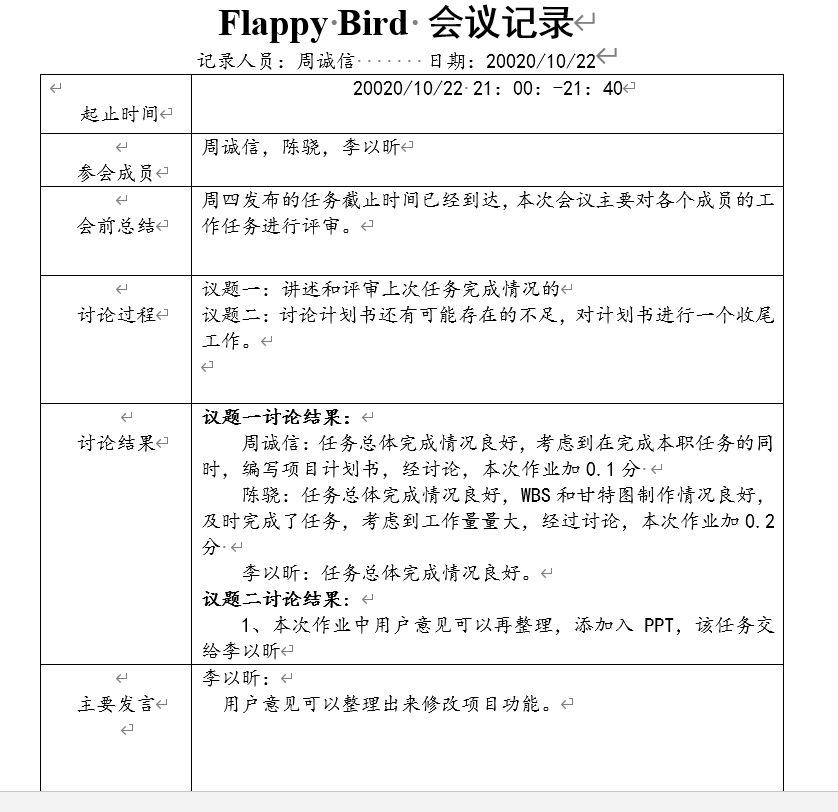 Flappy Bird 会议记录
记录人员：周诚信 日期：20020/10/22
起止时间
20020/10/22 21：00：-21：40
参会成员
周诚信，陈骁，李以昕
会前总结
周四发布的任务截止时间已经到达，本次会议主要对各个成员的工
作任务进行评审。
讨论过程
议题一：讲述和评审上次任务完成情况的
议题二：讨论计划书还有可能存在的不足，对计划书进行一个收尾
工作。
讨论结果
议题一讨论结果：
周诚信：任务总体完成情况良好，考虑到在完成本职任务的同
时，编写项目计划书，经讨论，本次作业加0.1分
陈骁：任务总体完成情况良好，WBS和甘特图制作情况良好，
及时完成了任务，考虑到工作量量大，经过讨论，本次作业加0.2
分
李以昕：任务总体完成情况良好。
议题二讨论结果：
1、本次作业中用户意见可以再整理，添加入 PPT，该任务交
给李以昕
主要发言
李以昕：
用户意见可以整理出来修改项目功能。